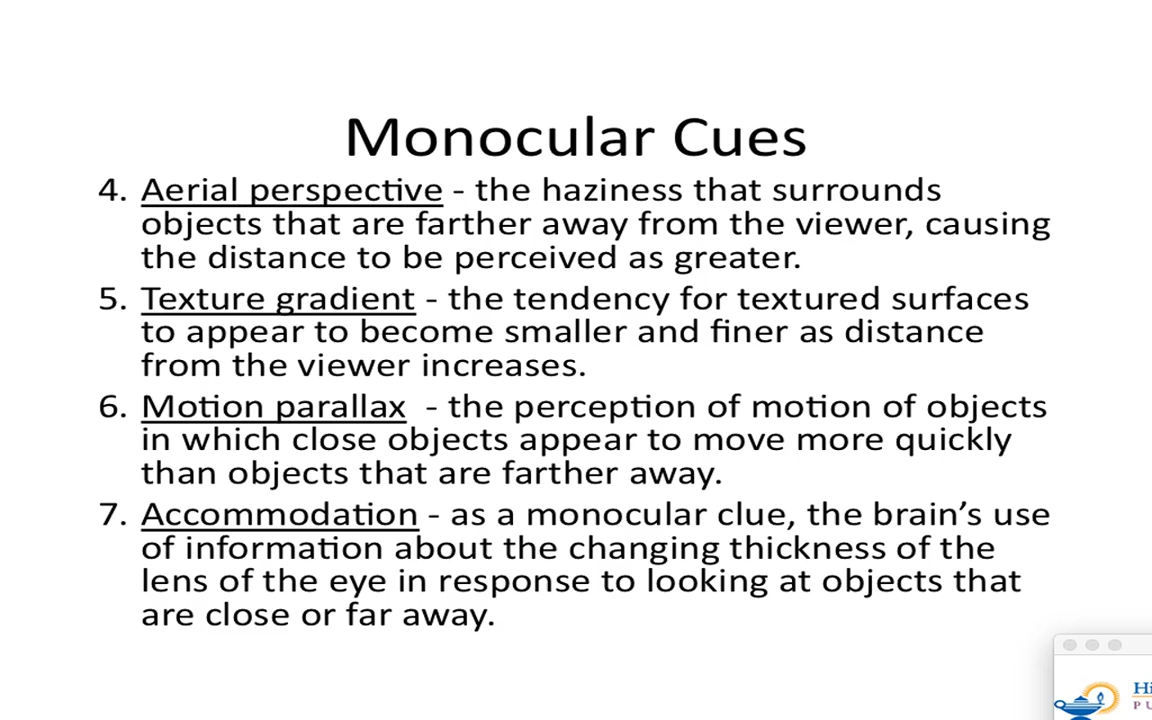 Monocular Cues
4. Aerial perspective - the haziness that surrounds
objects that are farther away from the viewer, causing
the distance to be perceived as greater.
5. Texture gradient - the tendency for textured surfaces
to appear to become smaller and finer as distance
from the viewer increases.
6. Motion parallax - the perception of motion of objects
in which close objects appear to move more quickly
than objects that are farther away.
7. Accommodation - as a monocular clue, the brain’s use
of information about the changing thickness of the
lens of the eye in response to looking at objects that
are close or far away.